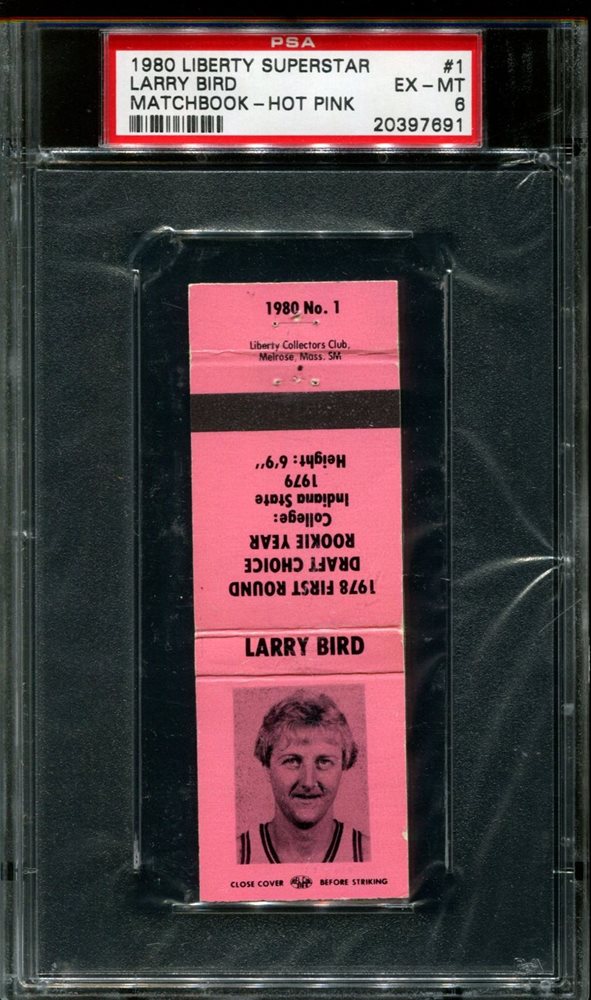 PSA
1980 LIBERTY SUPERSTAR #1
LARRY BIRD EX - MT
MATCHBOOK - HOT PINK 6
20397691
1980 No. 1
Liberty Collectors Club,
Melrose, Mass. SM
1978 FIRST ROUND
DRAFT CHOICE
ROOKIE YEAR
College:
Indiana State
1979
Height: 6'9''
LARRY BIRD
CLOSE COVER BEFORE STRIKING